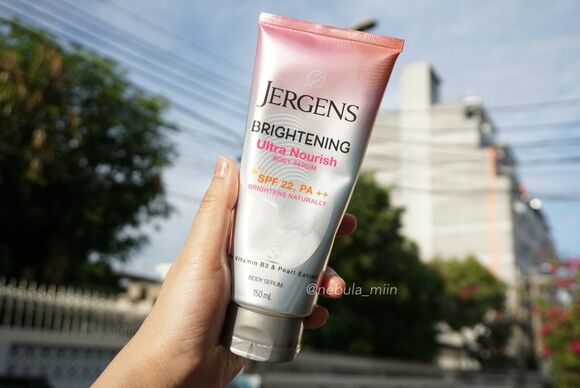 JERGENS
BRIGHTENING
Ultra Nourish
BODY SERUM
SPF 22, PA ++
BRIGHTENS NATURALLY
Vitamin B3 & Pearl Extract
@nebula_miin
BODY SERUM
150 mL